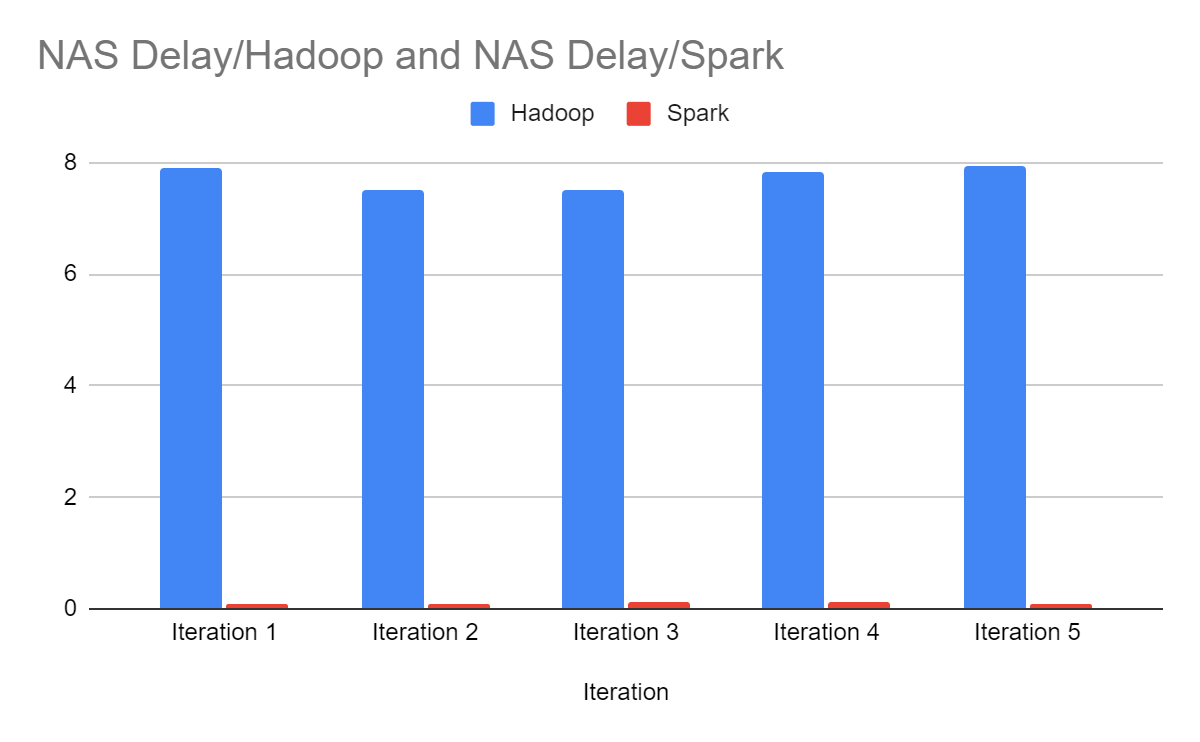 NAS Delay/Hadoop and NAS Delay/Spark
Hadoop Spark
8
6
4
2
0
Iteration 1 Iteration 2 Iteration 3 Iteration 4 Iteration 5
Iteration